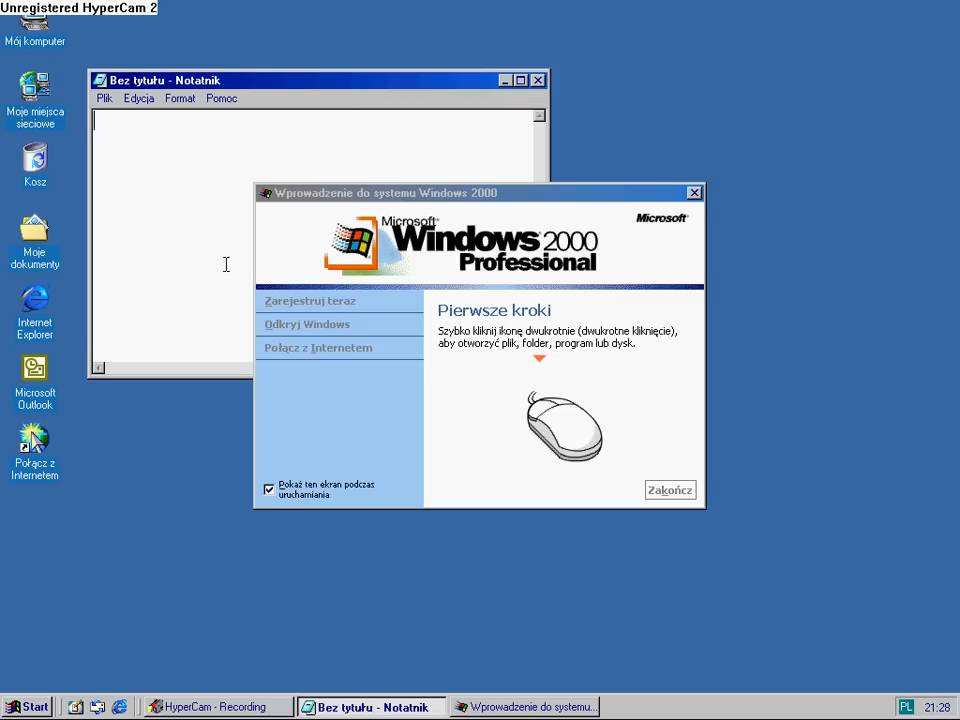 Unregistered HyperCam 2
Mój komputer
Moje miejsca
sieciowe
Kosz
Moje
dokumenty
Internet
Explorer
Microsoft
Outlook
Połącz z
Internetem
Bez tytułu - Notatnik
Plik Edycja Format Pomoc
Wprowadzenie do systemu Windows 2000
Microsoft
Microsoft
Windows 2000
Professional
Zarejestruj teraz
Odkryj Windows
Połącz z Internetem
Pierwsze kroki
Szybko kliknij ikonę dwukrotnie (dwukrotne kliknięcie),
aby otworzyć plik, folder, program lub dysk.
Pokaż ten ekran podczas
uruchamiania
Zakończ
Start
HyperCam - Recording
Bez tytułu - Notatnik
Wprowadzenie do systemu...
PL
21:28